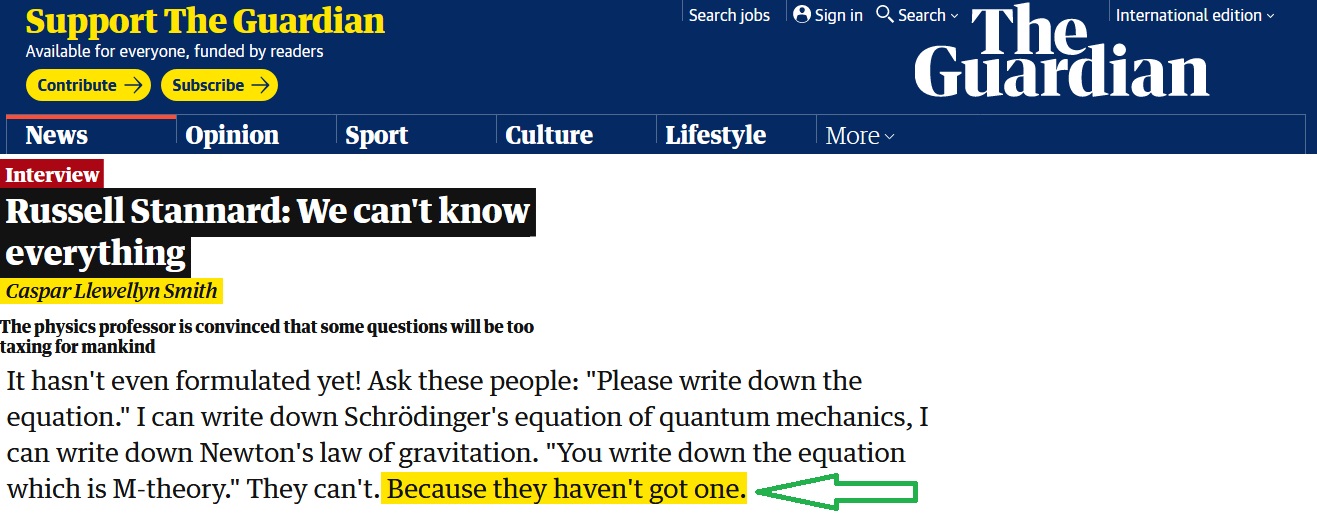 Support The Guardian
Available for everyone, funded by readers
Contribute
Subscribe
Search jobs
Sign in
Search
International edition
The
Guardian
News
Opinion
Sport
Culture
Lifestyle
More
Interview
Russell Stannard: We can't know
everything
Caspar Llewellyn Smith
The physics professor is convinced that some questions will be too
taxing for mankind
It hasn't even formulated yet! Ask these people: "Please write down the
equation." I can write down Schrödinger's equation of quantum mechanics, I
can write down Newton's law of gravitation. "You write down the equation
which is M-theory." They can't. Because they haven't got one.